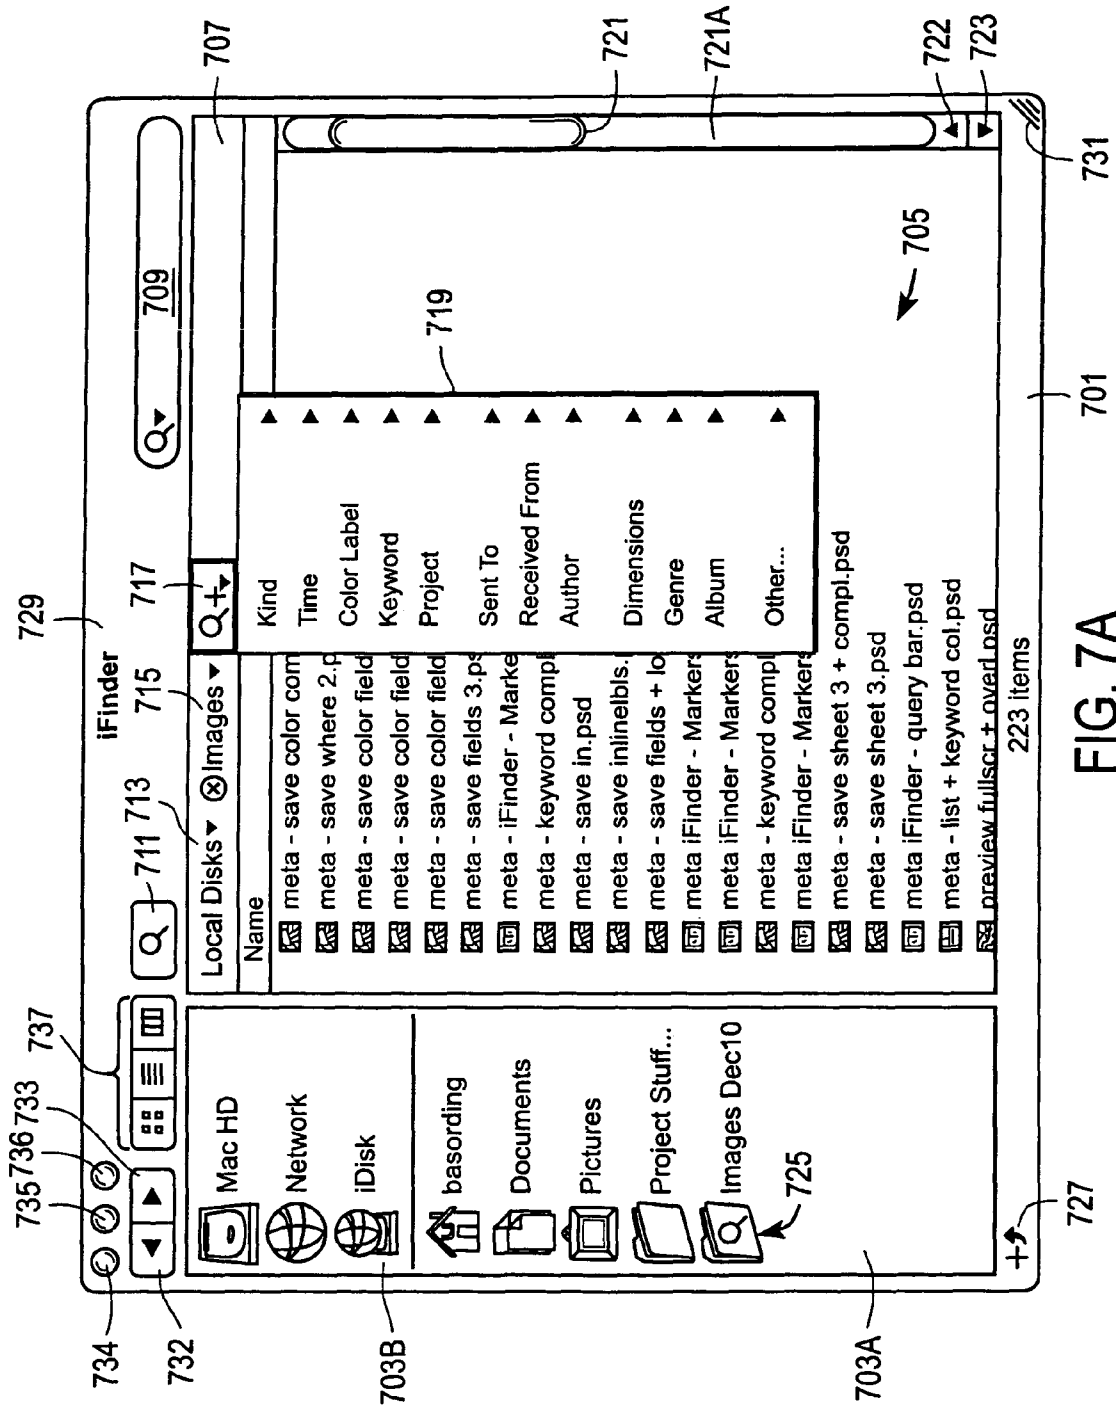 734
735
736
733
737
729
iFinder
732
711
709
713
715
717
707
Local Disks
Images
Name
703B
Mac HD
Network
iDisk
basording
Documents
Pictures
Project Stuff...
Images Dec10
725
703A
727
meta - save color com
meta - save where 2.p
meta - save color field
meta - save color field
meta - save color field
meta - save fields 3.ps
meta - iFinder - Marke
meta - keyword compl
meta - save in.psd
meta - save inlinelbls.
meta - save fields + lo
meta iFinder - Markers
meta iFinder - Markers
meta - keyword compl
meta iFinder - Markers
meta - save sheet 3 + compl.psd
meta - save sheet 3.psd
meta iFinder - query bar.psd
meta - list + keyword col.psd
preview fullscr + overl.psd
Kind
Time
Color Label
Keyword
Project
Sent To
Received From
Author
Dimensions
Genre
Album
Other...
719
705
721
721A
722
723
731
223 items
701
FIG. 7A